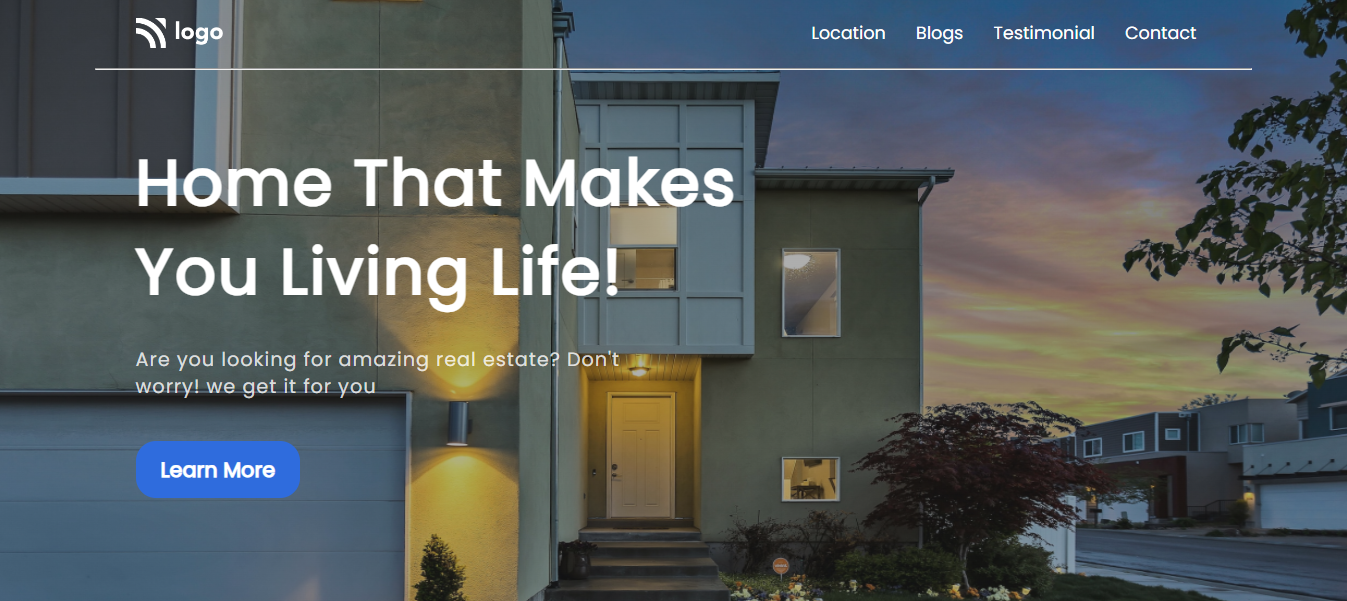 logo
Location Blogs Testimonial Contact
Home That Makes
You Living Life!
Are you looking for amazing real estate? Don't
worry! we get it for you
Learn More